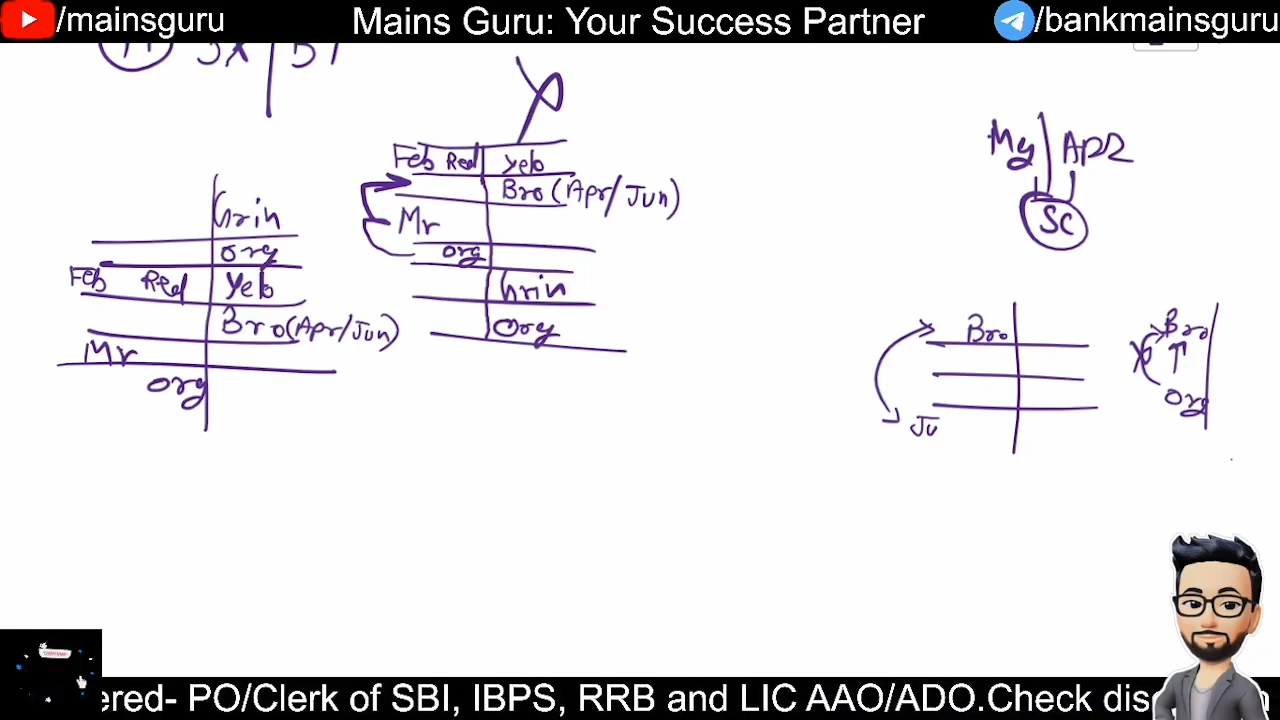 /mainsguru Mains Guru: Your Success Partner /bankmainsguru
My APR
SC
Feb Red Yelo
Bro (Apr/Jun)
Mr
Org
Grin
Org
Grin
Org
Feb Red Yelo
Bro (Apr/Jun)
Mr
Org
Bro
Ju
Bro
Org
ered- PO/Clerk of SBI, IBPS, RRB and LIC AAO/ADO.Check disc